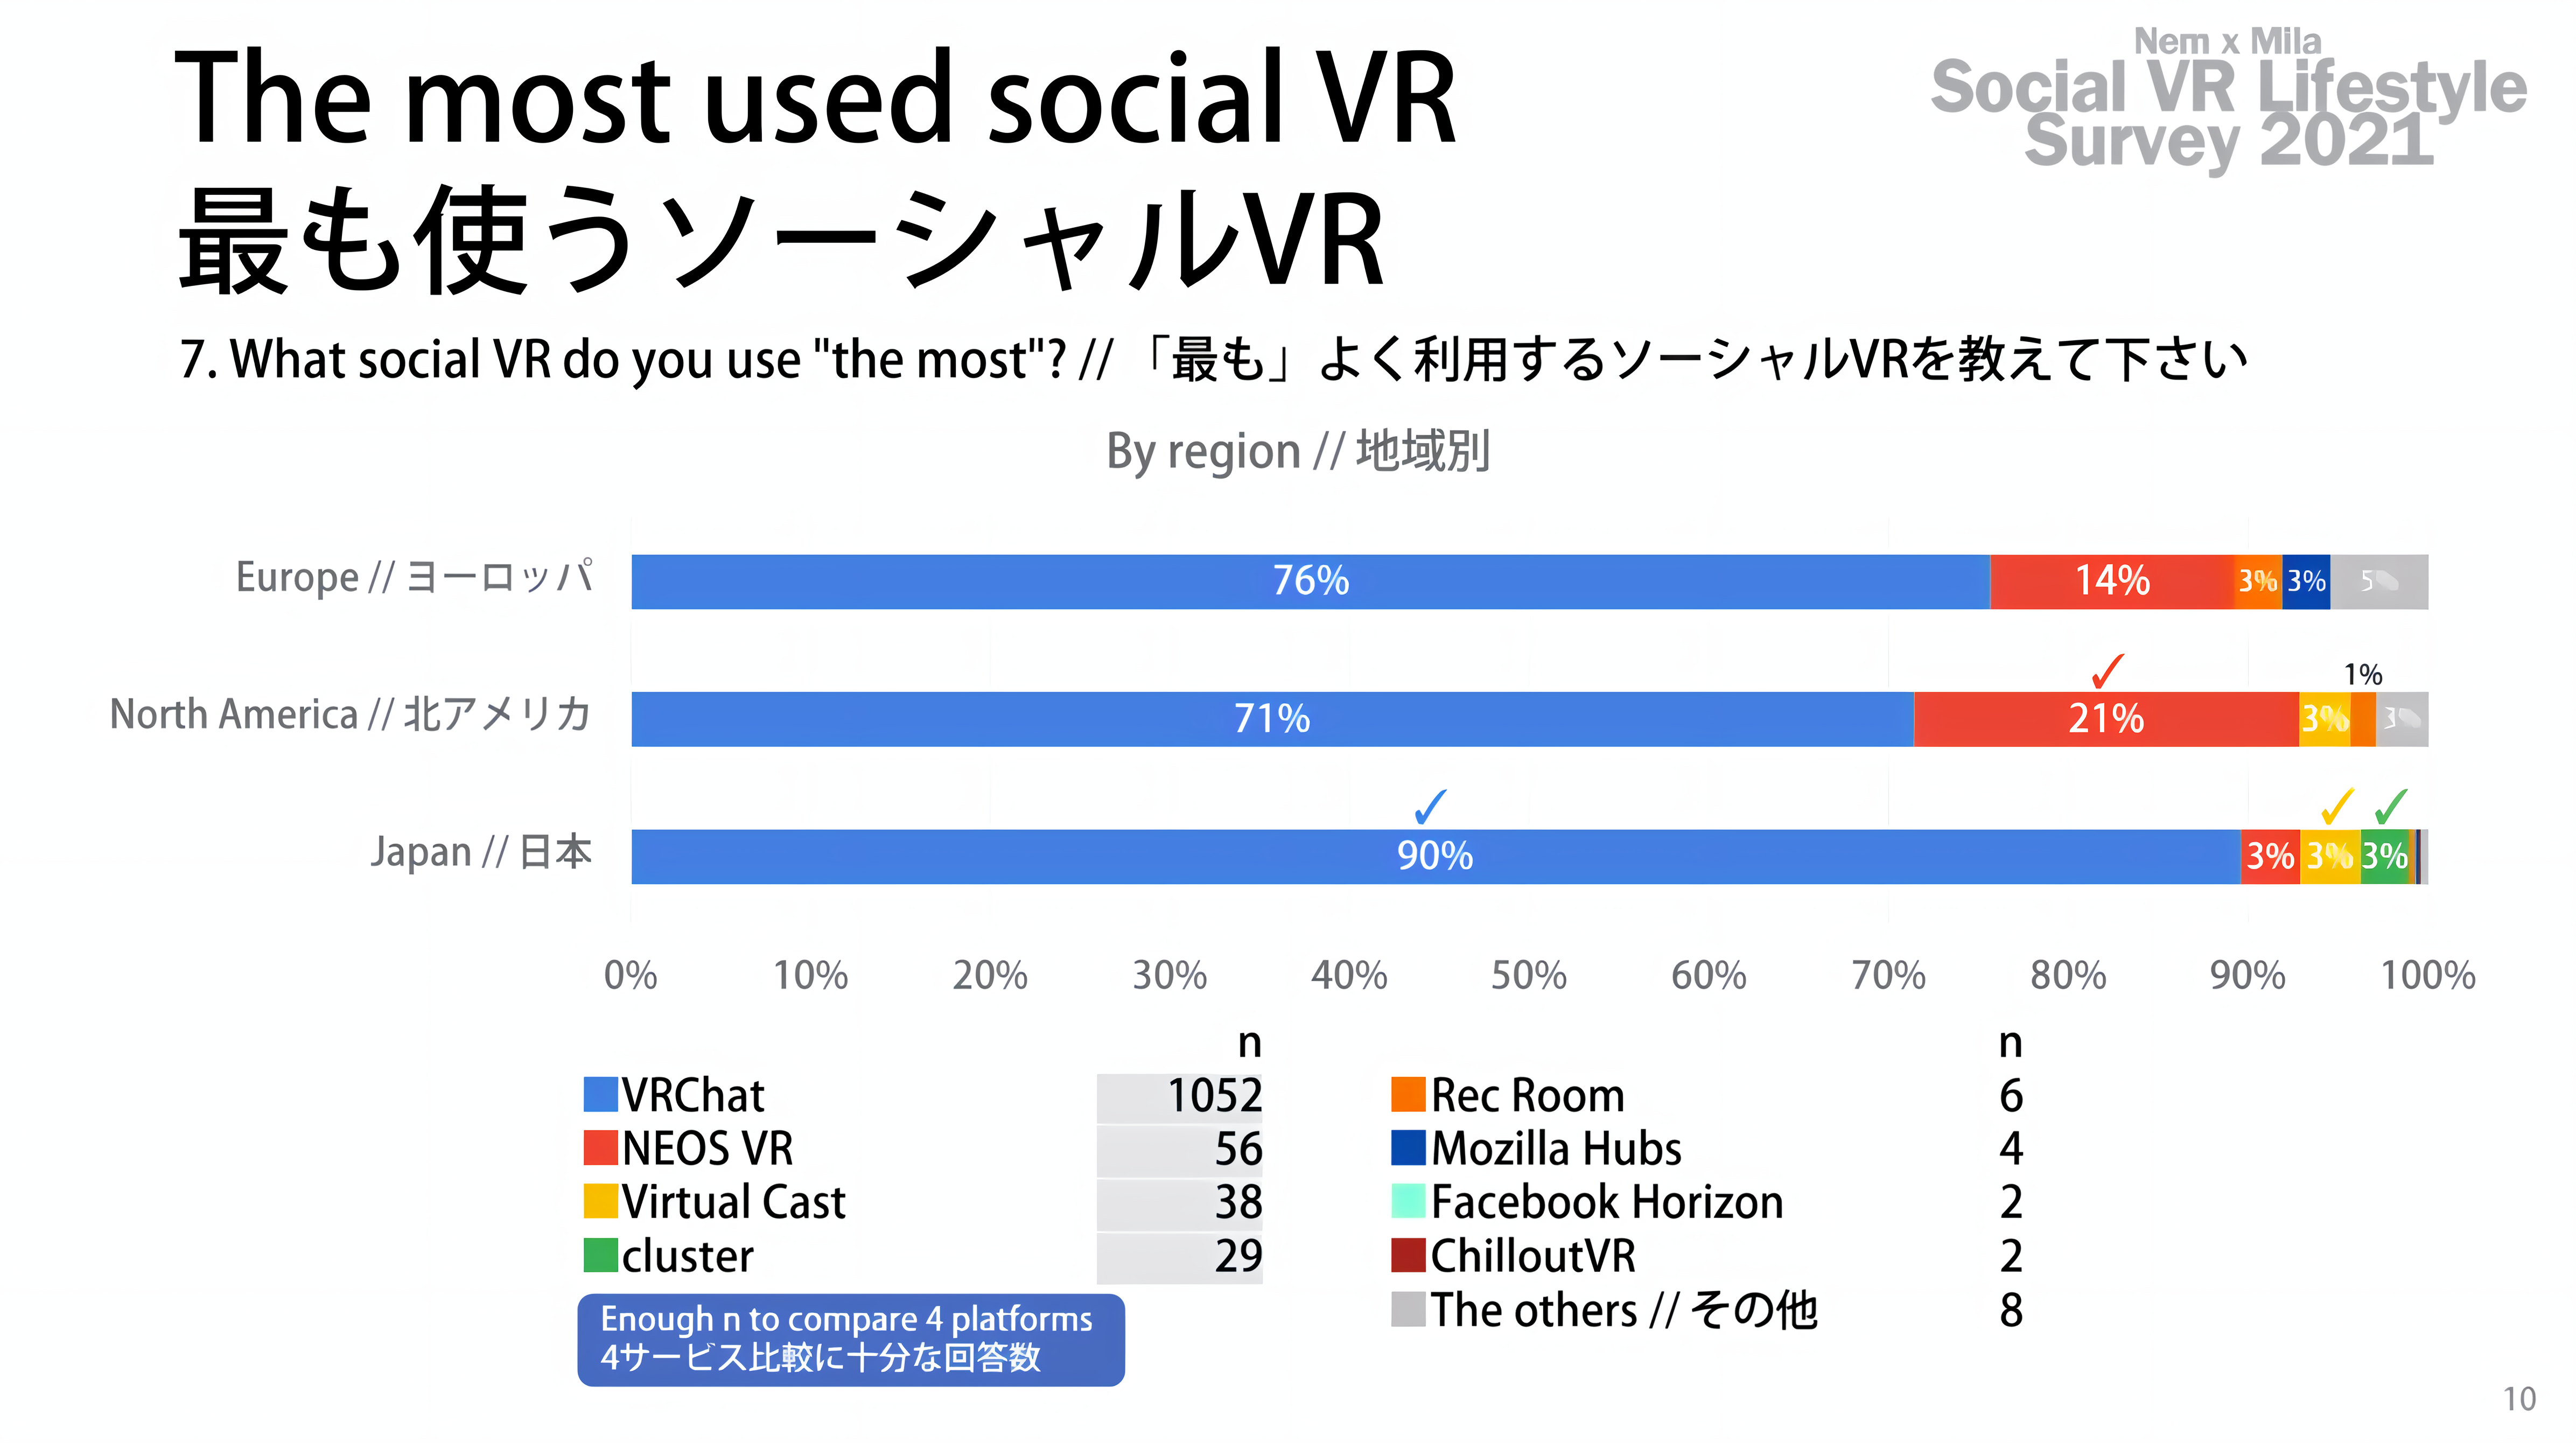 Nem x Mila
Social VR Lifestyle
Survey 2021
The most used social VR
最も使うソーシャルVR
7. What social VR do you use "the most"? // 「最も」よく利用するソーシャルVRを教えて下さい
By region // 地域別
Europe // ヨーロッパ 76% 14% 3% 3%
1%
North America // 北アメリカ 71% 21% 3%
Japan // 日本 90% 3% 3% 3%
0% 10% 20% 30% 40% 50% 60% 70% 80% 90% 100%
n n
VRChat 1052 Rec Room 6
NEOS VR 56 Mozilla Hubs 4
Virtual Cast 38 Facebook Horizon 2
cluster 29 ChilloutVR 2
The others // その他 8
Enough n to compare 4 platforms
4サービス比較に十分な回答数
10